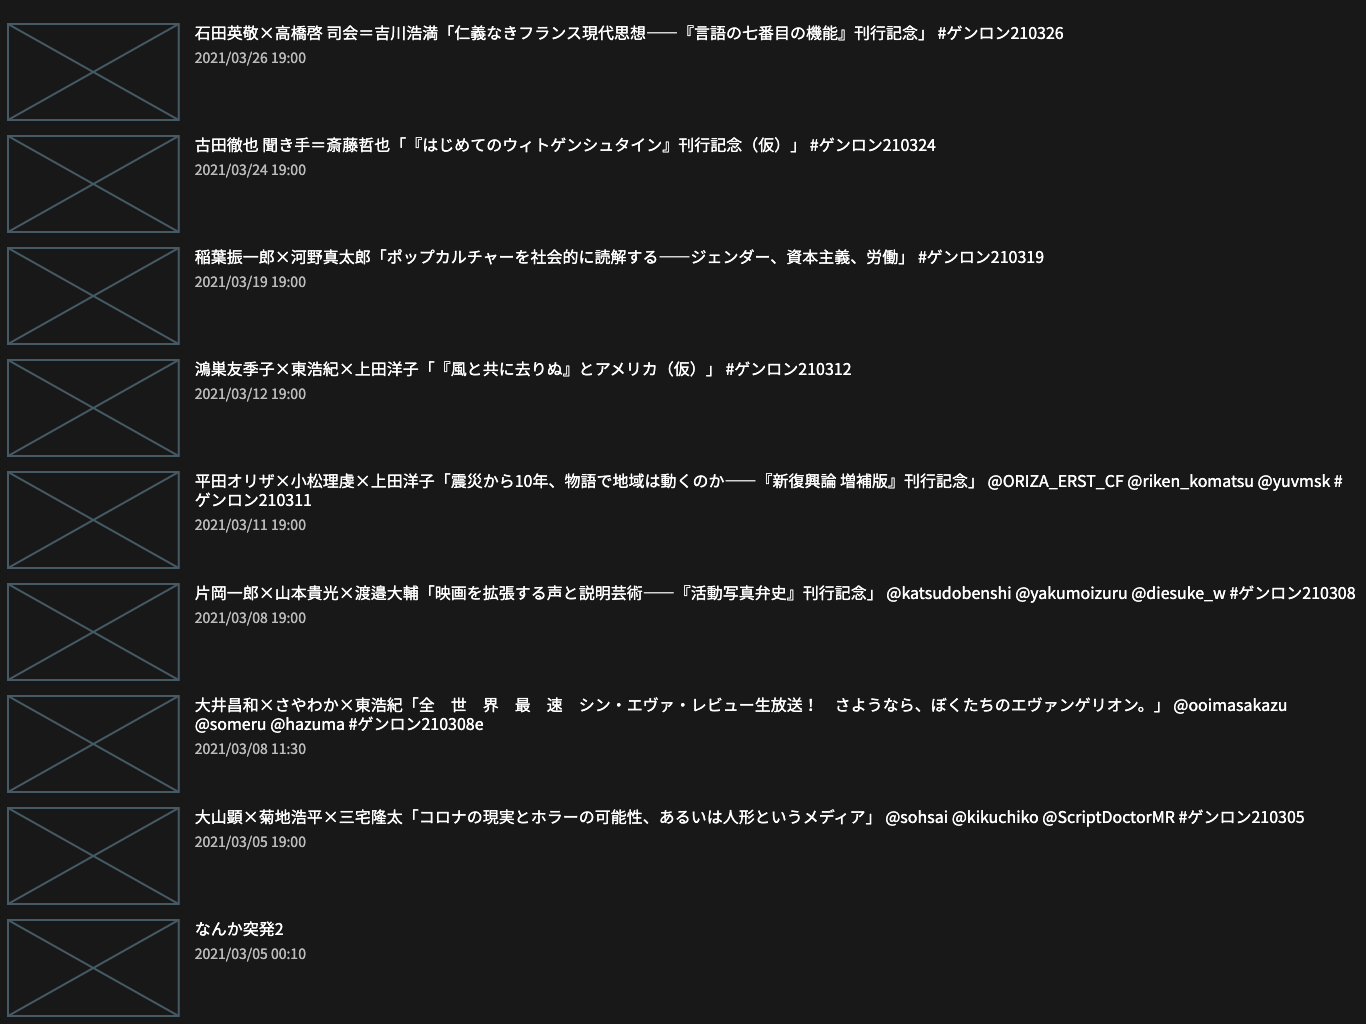 石田英敬×高橋啓 司会＝吉川浩満「仁義なきフランス現代思想——『言語の七番目の機能』刊行記念」 #ゲンロン210326
2021/03/26 19:00
古田徹也 聞き手＝斎藤哲也「『はじめてのウィトゲンシュタイン』刊行記念（仮）」 #ゲンロン210324
2021/03/24 19:00
稲葉振一郎×河野真太郎「ポップカルチャーを社会的に読解する——ジェンダー、資本主義、労働」 #ゲンロン210319
2021/03/19 19:00
鴻巣友季子×東浩紀×上田洋子「『風と共に去りぬ』とアメリカ（仮）」 #ゲンロン210312
2021/03/12 19:00
平田オリザ×小松理虔×上田洋子「震災から10年、物語で地域は動くのか——『新復興論 増補版』刊行記念」 @ORIZA_ERST_CF @riken_komatsu @yuvmsk #
ゲンロン210311
2021/03/11 19:00
片岡一郎×山本貴光×渡邉大輔「映画を拡張する声と説明芸術——『活動写真弁史』刊行記念」 @katsudobenshi @yakumoizuru @diesuke_w #ゲンロン210308
2021/03/08 19:00
大井昌和×さやわか×東浩紀「全　世　界　最　速　シン・エヴァ・レビュー生放送！　さようなら、ぼくたちのエヴァンゲリオン。」 @ooimasakazu
@someru @hazuma #ゲンロン210308e
2021/03/08 11:30
大山顕×菊地浩平×三宅隆太「コロナの現実とホラーの可能性、あるいは人形というメディア」 @sohsai @kikuchiko @ScriptDoctorMR #ゲンロン210305
2021/03/05 19:00
なんか突発2
2021/03/05 00:10